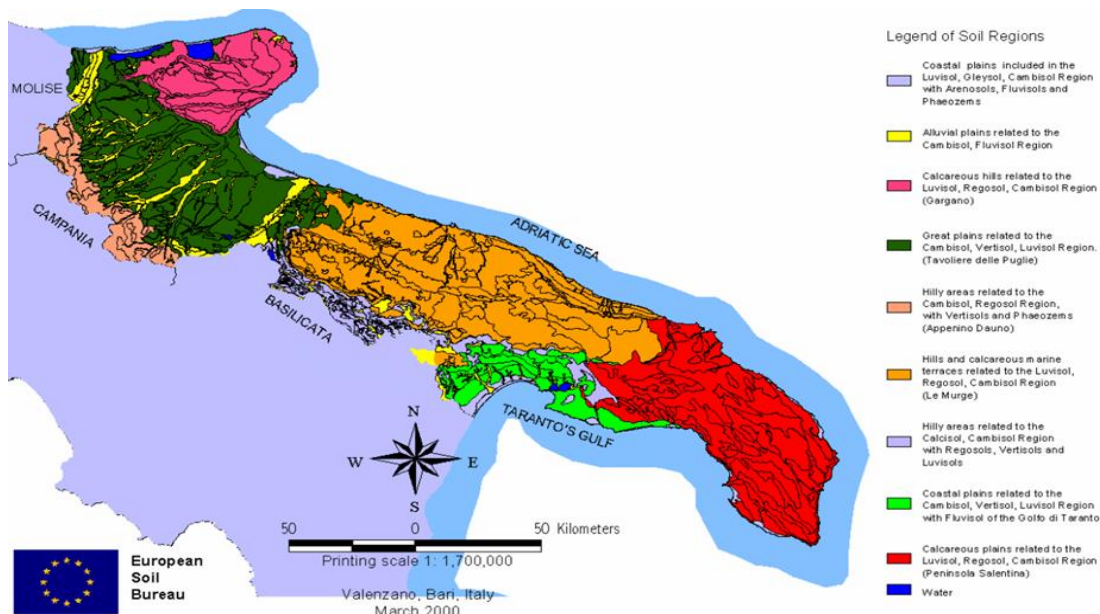 Legend of Soil Regions
Coastal plains included in the
Luvisol, Gleysol, Cambisol Region
with Arenosols, Fluvisols and
Phaeozems
Alluvial plains related to the
Cambisol, Fluvisol Region
Calcareous hills related to the
Luvisol, Regosol, Cambisol Region
(Gargano)
Great plains related to the
Cambisol, Vertisol, Luvisol Region.
(Tavoliere delle Puglie)
Hilly areas related to the
Cambisol, Regosol Region,
with Vertisols and Phaeozems
(Appenino Dauno)
Hills and calcareous marine
terraces related to the Luvisol,
Regosol, Cambisol Region
(Le Murge)
Hilly areas related to the
Calcisol, Cambisol Region
with Regosols, Vertisols and
Luvisols
Coastal plains related to the
Cambisol, Vertisol, Luvisol Region
with Fluvisol of the Golfo di Taranto
Calcareous plains related to the
Luvisol, Regosol, Cambisol Region
(Peninsola Salentina)
Water
MOLISE
CAMPANIA
BASILICATA
ADRIATIC SEA
TARANTO'S GULF
N
W
E
S
50
0
50 Kilometers
Printing scale 1: 1,700,000
Valenzano, Bari, Italy
March 2000
European
Soil
Bureau